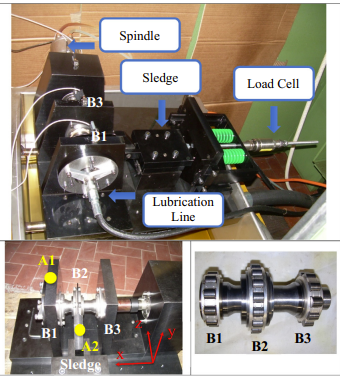 Spindle
Sledge
Load Cell
B3
B1
Lubrication
Line
A1
B2
B1
A2
B3
x
y
z
Sledge
B1
B2
B3